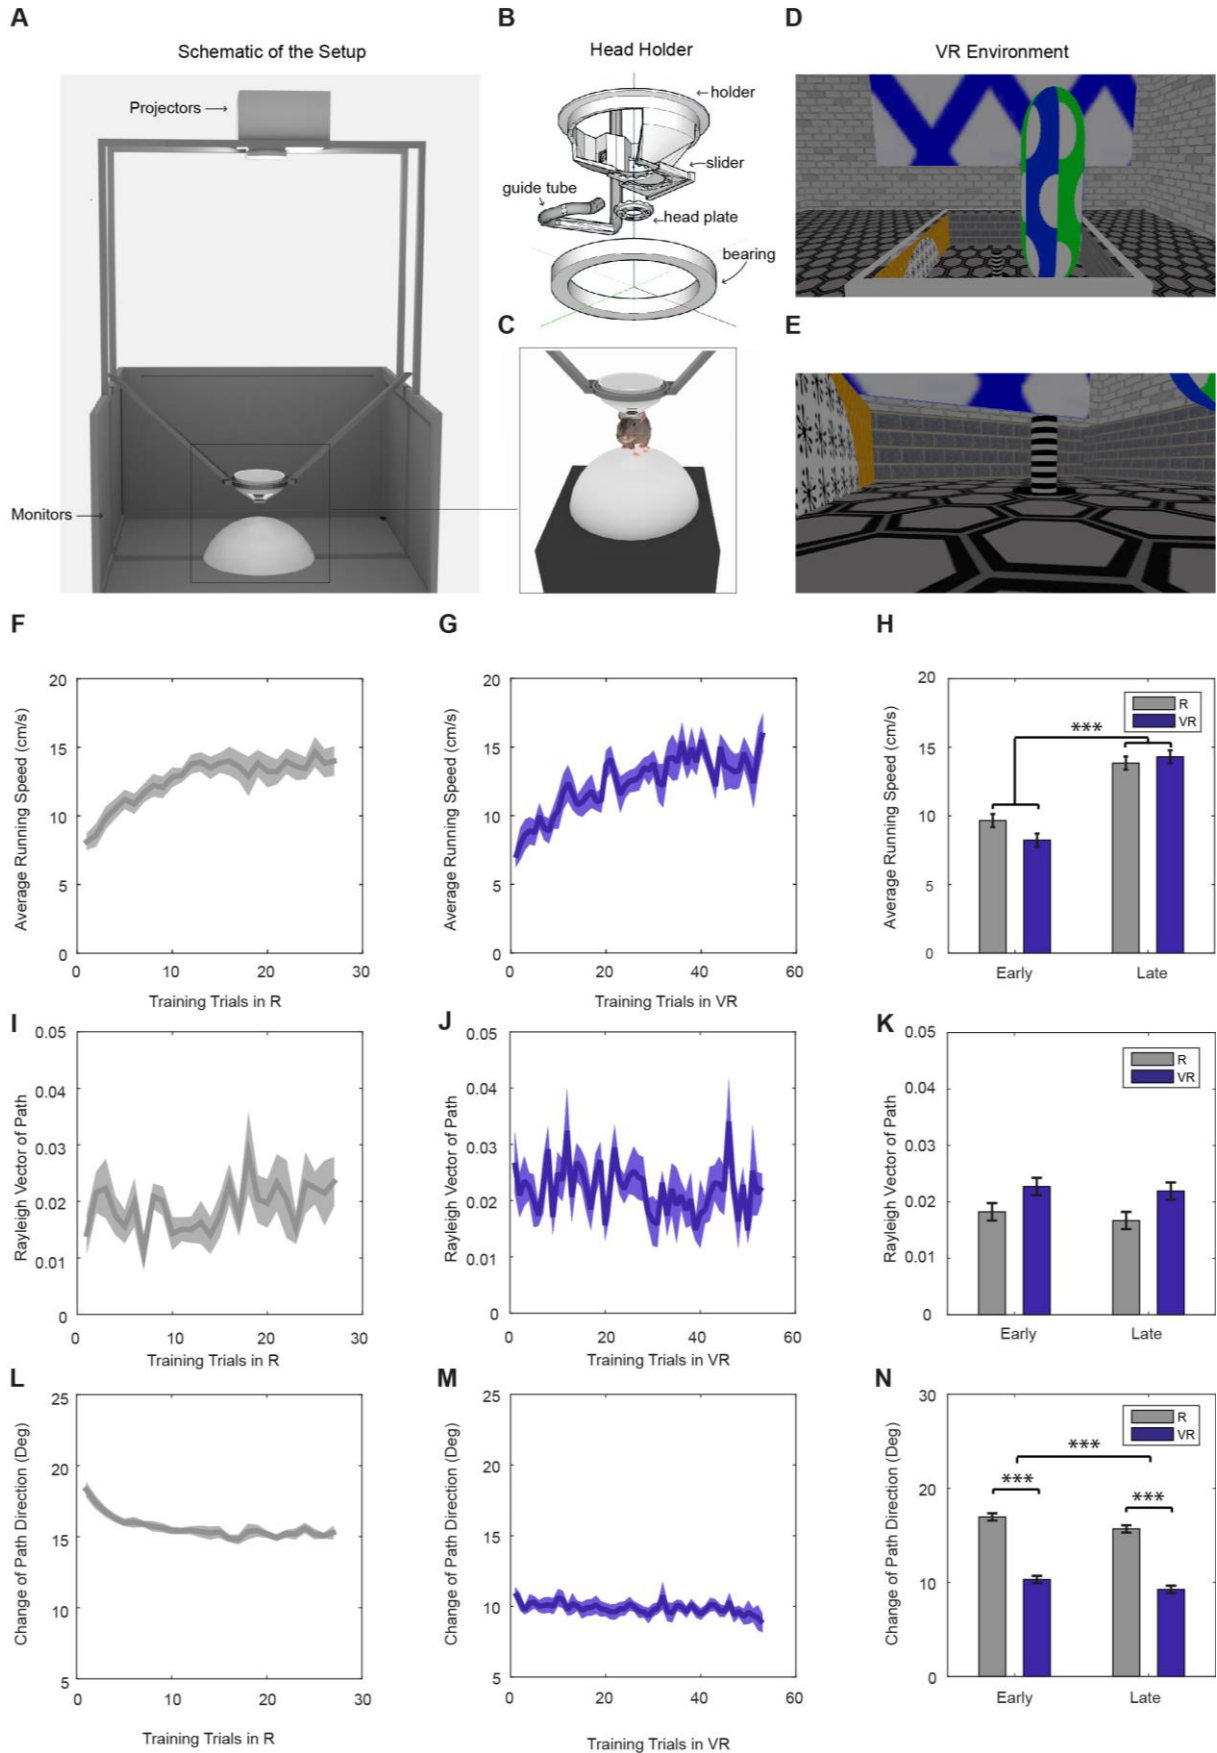 A
Schematic of the Setup
Projectors
Monitors
B
Head Holder
holder
slider
guide tube
head plate
bearing
C
D
VR Environment
E
F
Average Running Speed (cm/s)
20
15
10
5
0
0 10 20 30
Training Trials in R
G
Average Running Speed (cm/s)
20
15
10
5
0
0 20 40 60
Training Trials in VR
H
Average Running Speed (cm/s)
20
15
10
5
0
R
VR
***
Early Late
I
Rayleigh Vector of Path
0.05
0.04
0.03
0.02
0.01
0
0 10 20 30
Training Trials in R
J
Rayleigh Vector of Path
0.05
0.04
0.03
0.02
0.01
0
0 20 40 60
Training Trials in VR
K
Rayleigh Vector of Path
0.05
0.04
0.03
0.02
0.01
0
R
VR
Early Late
L
Change of Path Direction (Deg)
25
20
15
10
5
0 10 20 30
Training Trials in R
M
Change of Path Direction (Deg)
25
20
15
10
5
0 20 40 60
Training Trials in VR
N
Change of Path Direction (Deg)
30
20
10
0
R
VR
***
***
***
Early Late